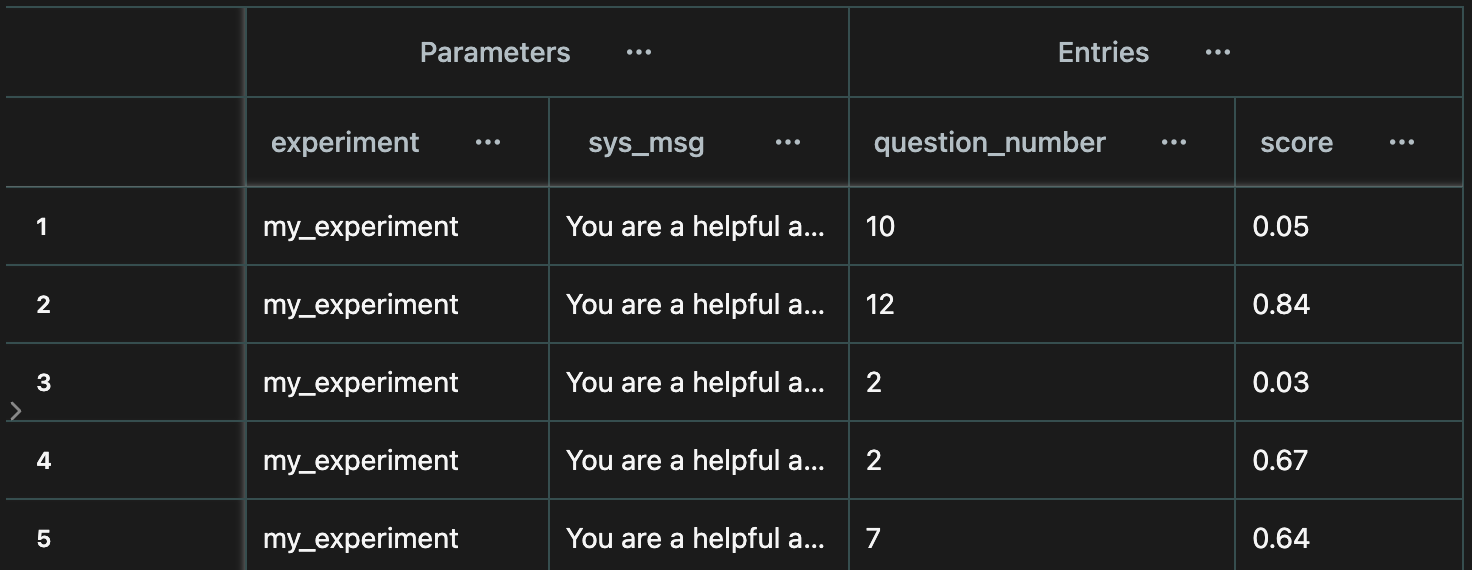 Parameters ... Entries ...
experiment ... sys_msg ... question_number ... score ...
1 my_experiment You are a helpful a... 10 0.05
2 my_experiment You are a helpful a... 12 0.84
3 my_experiment You are a helpful a... 2 0.03
4 my_experiment You are a helpful a... 2 0.67
5 my_experiment You are a helpful a... 7 0.64